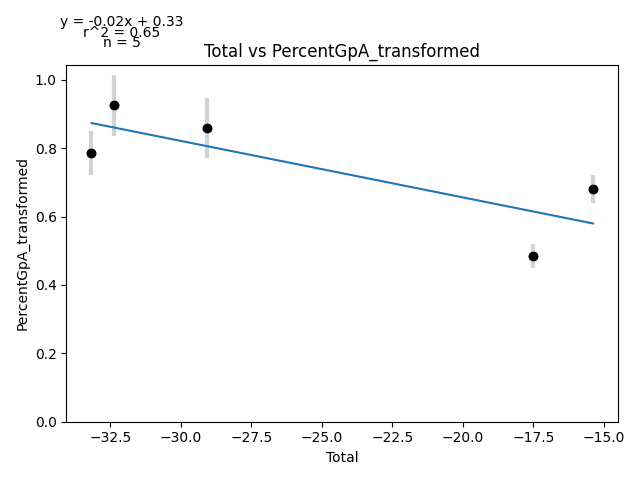 y = -0.02x + 0.33
r^2 = 0.65
n = 5
Total vs PercentGpA_transformed
PercentGpA_transformed
1.0
0.8
0.6
0.4
0.2
0.0
−32.5 −30.0 −27.5 −25.0 −22.5 −20.0 −17.5 −15.0
Total